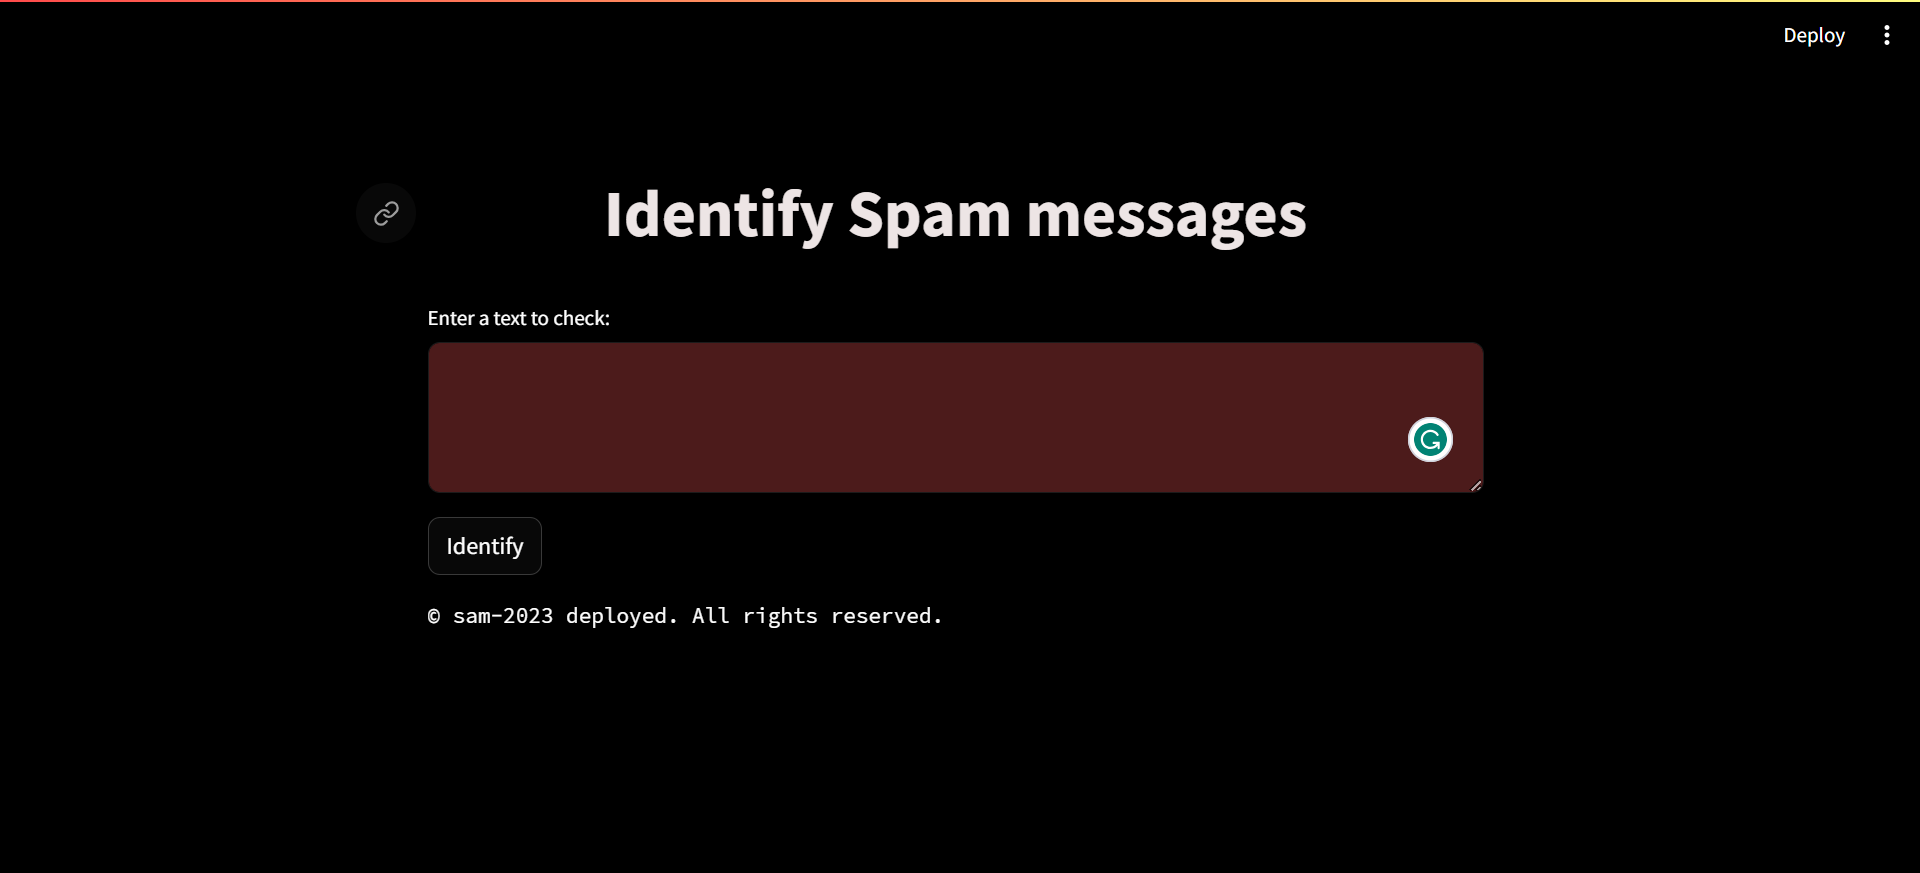 Deploy
Identify Spam messages
Enter a text to check:
Identify
© sam-2023 deployed. All rights reserved.